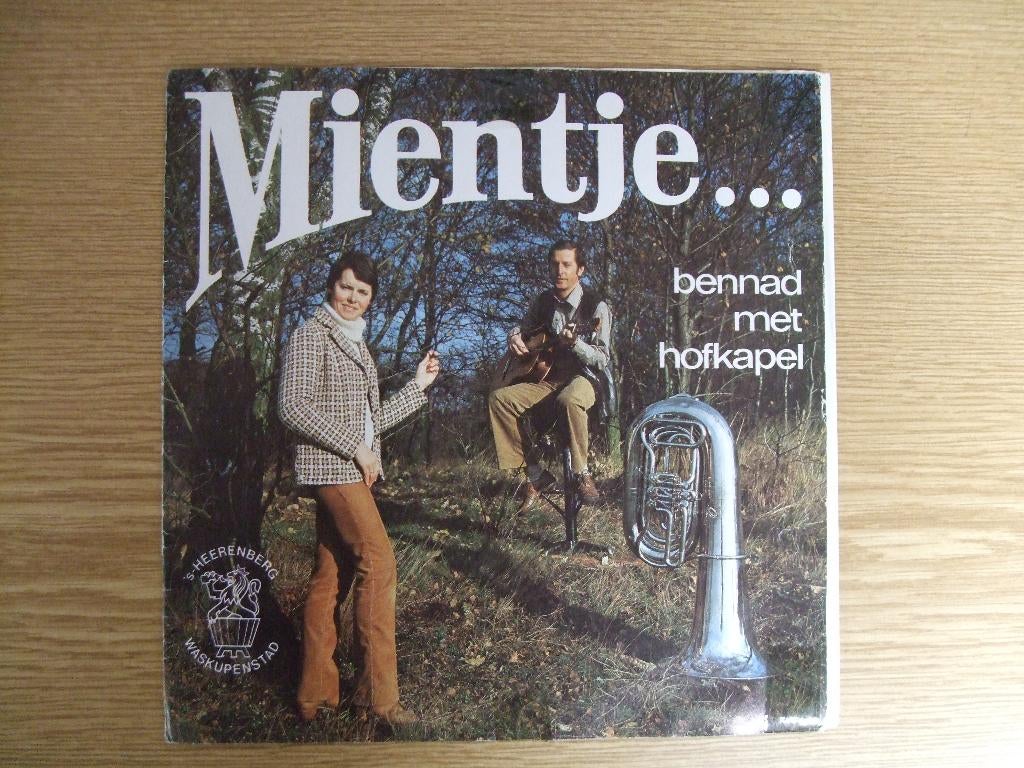 Mientje...
bennad
met
hofkapel
's-HEERENBERG
WASKUPENSTAD